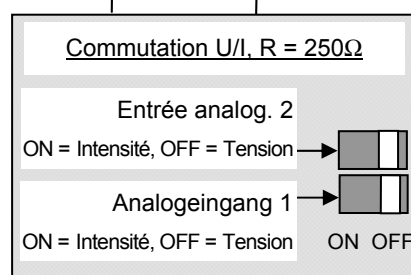 Commutation U/I, R = 250Ω
Entrée analog. 2
ON = Intensité, OFF = Tension
Analogeingang 1
ON = Intensité, OFF = Tension
ON OFF